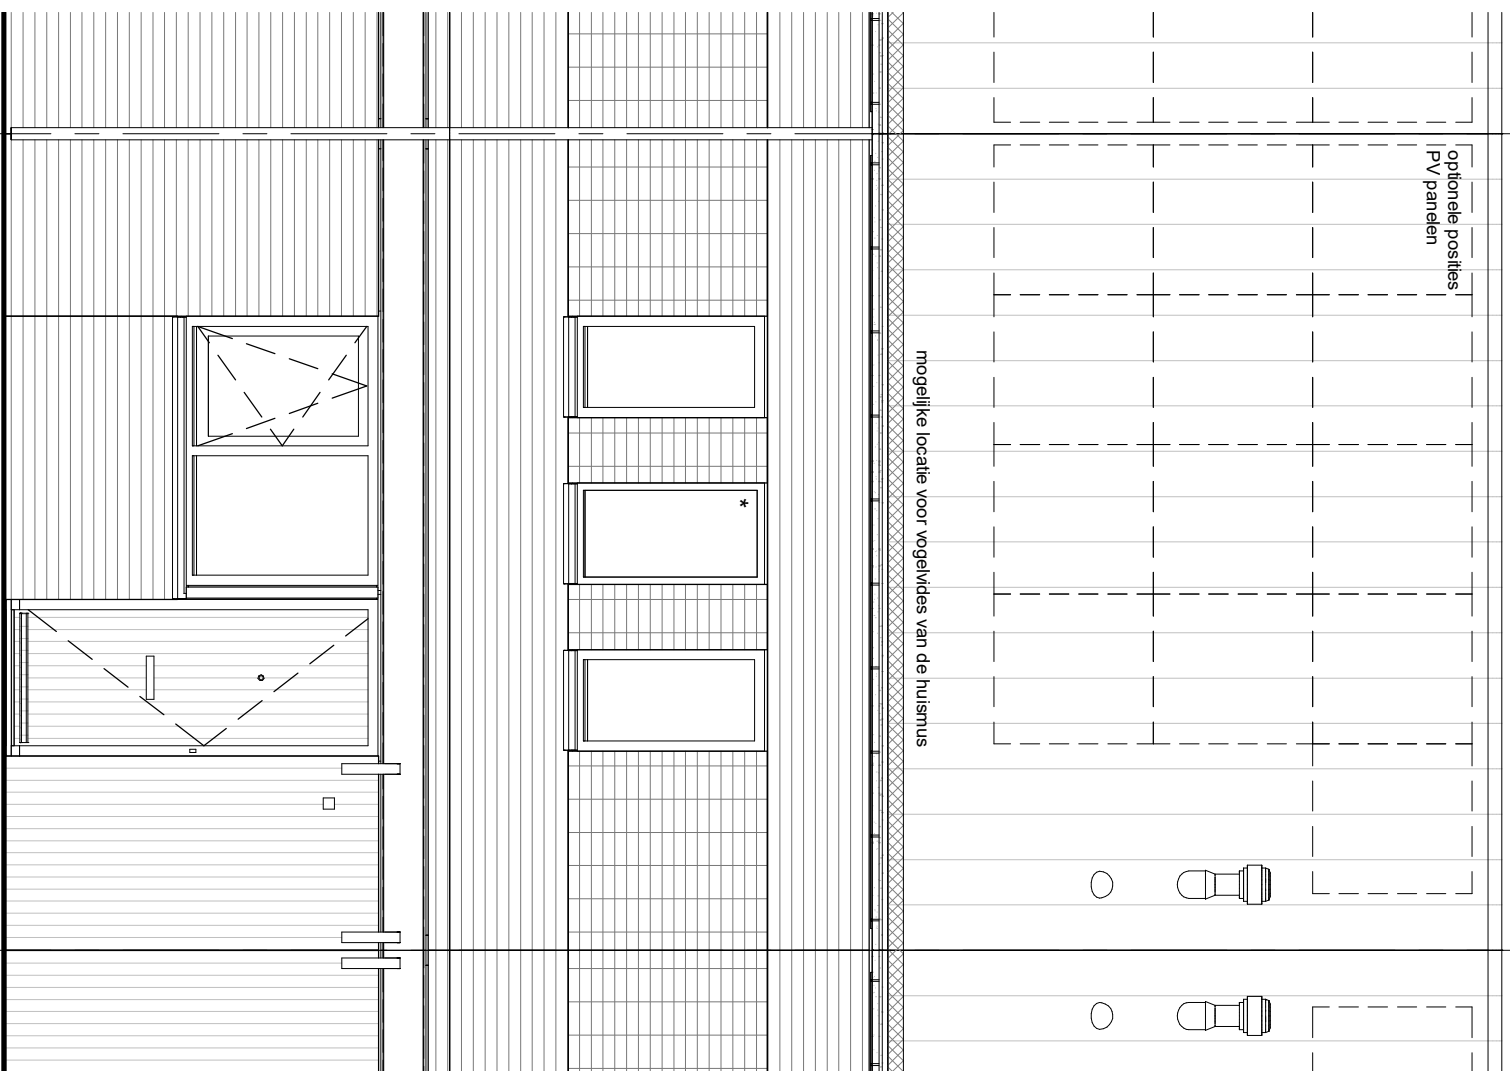 optionele posities
PV panelen
mogelijke locatie voor vogelvides van de huismus
*